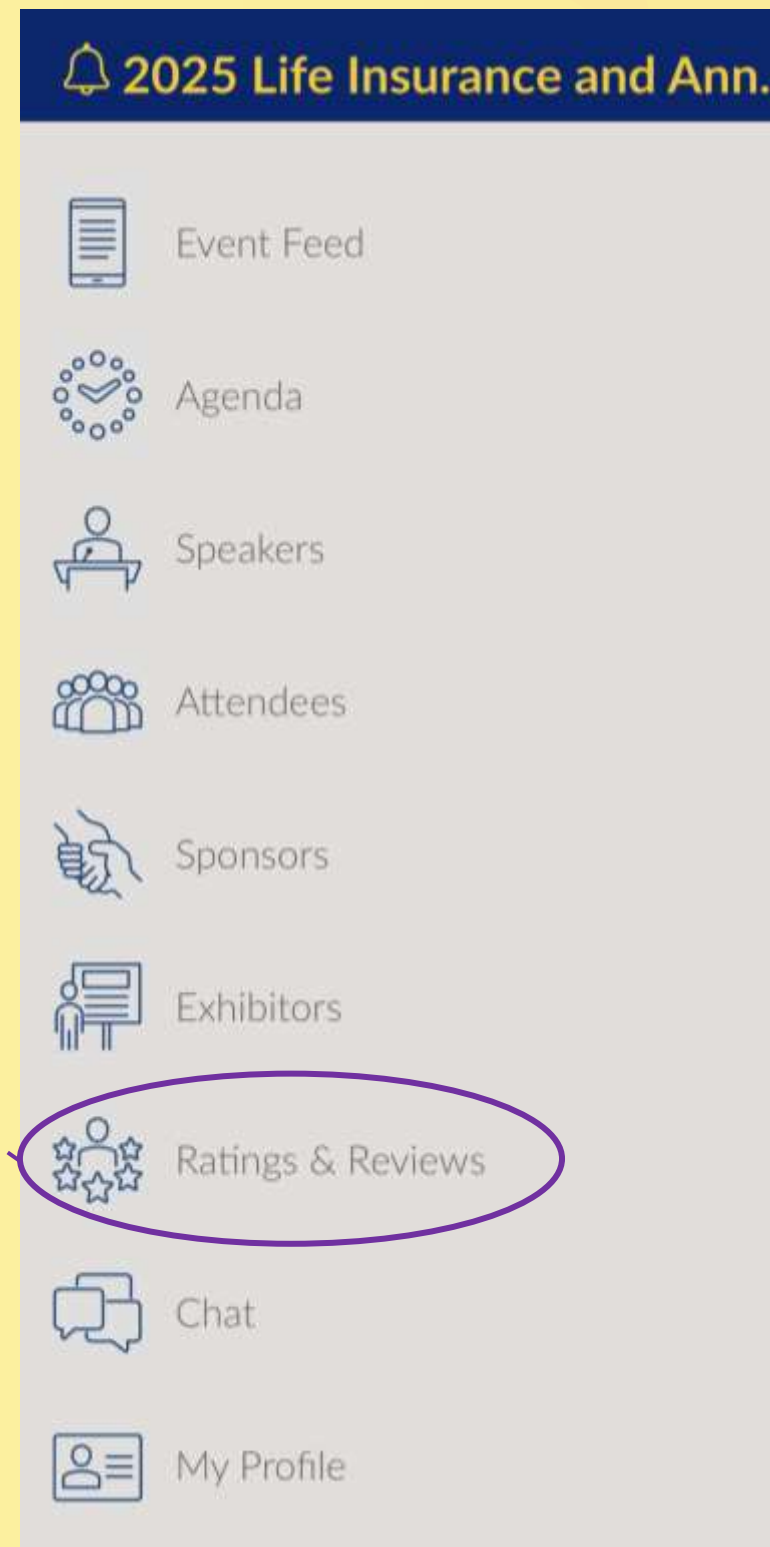 2025 Life Insurance and Ann.
Event Feed
Agenda
Speakers
Attendees
Sponsors
Exhibitors
Ratings & Reviews
Chat
My Profile